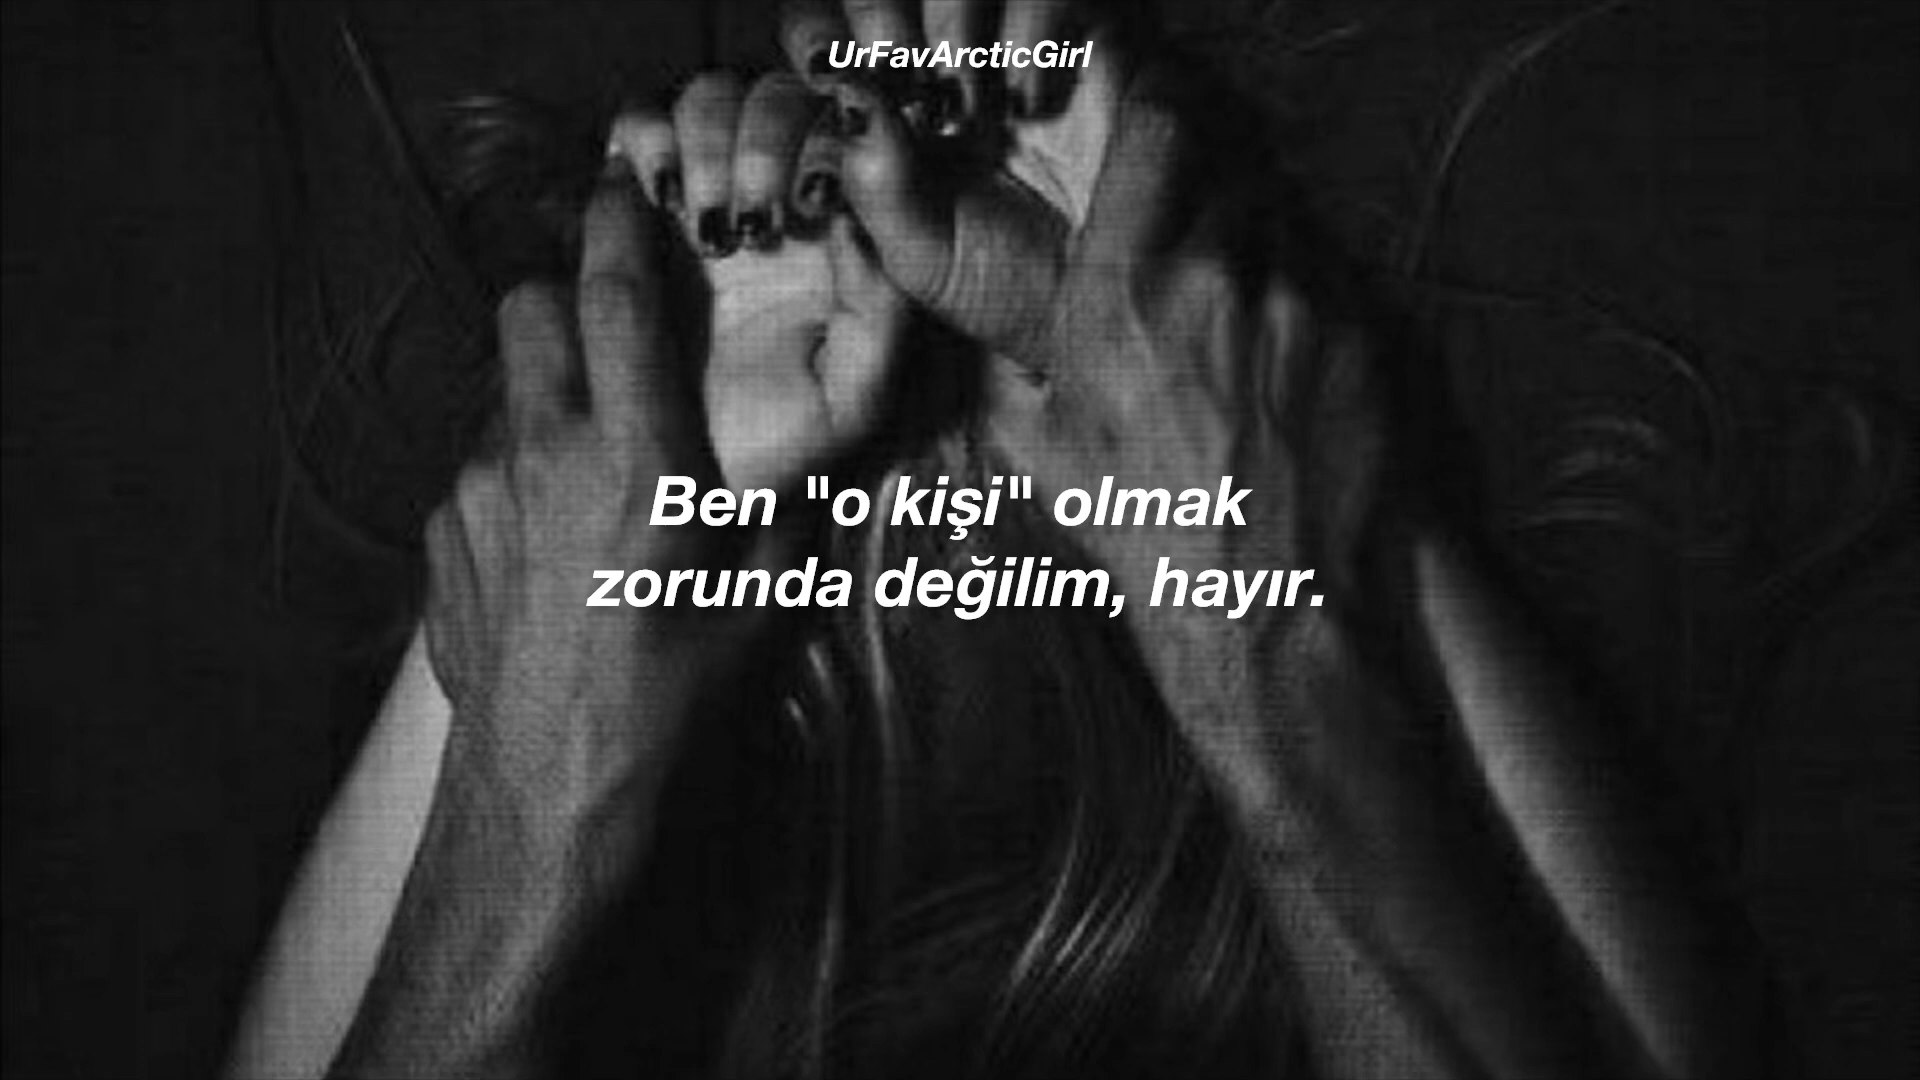 UrFavArcticGirl
Ben "o kişi" olmak
zorunda değilim, hayır.